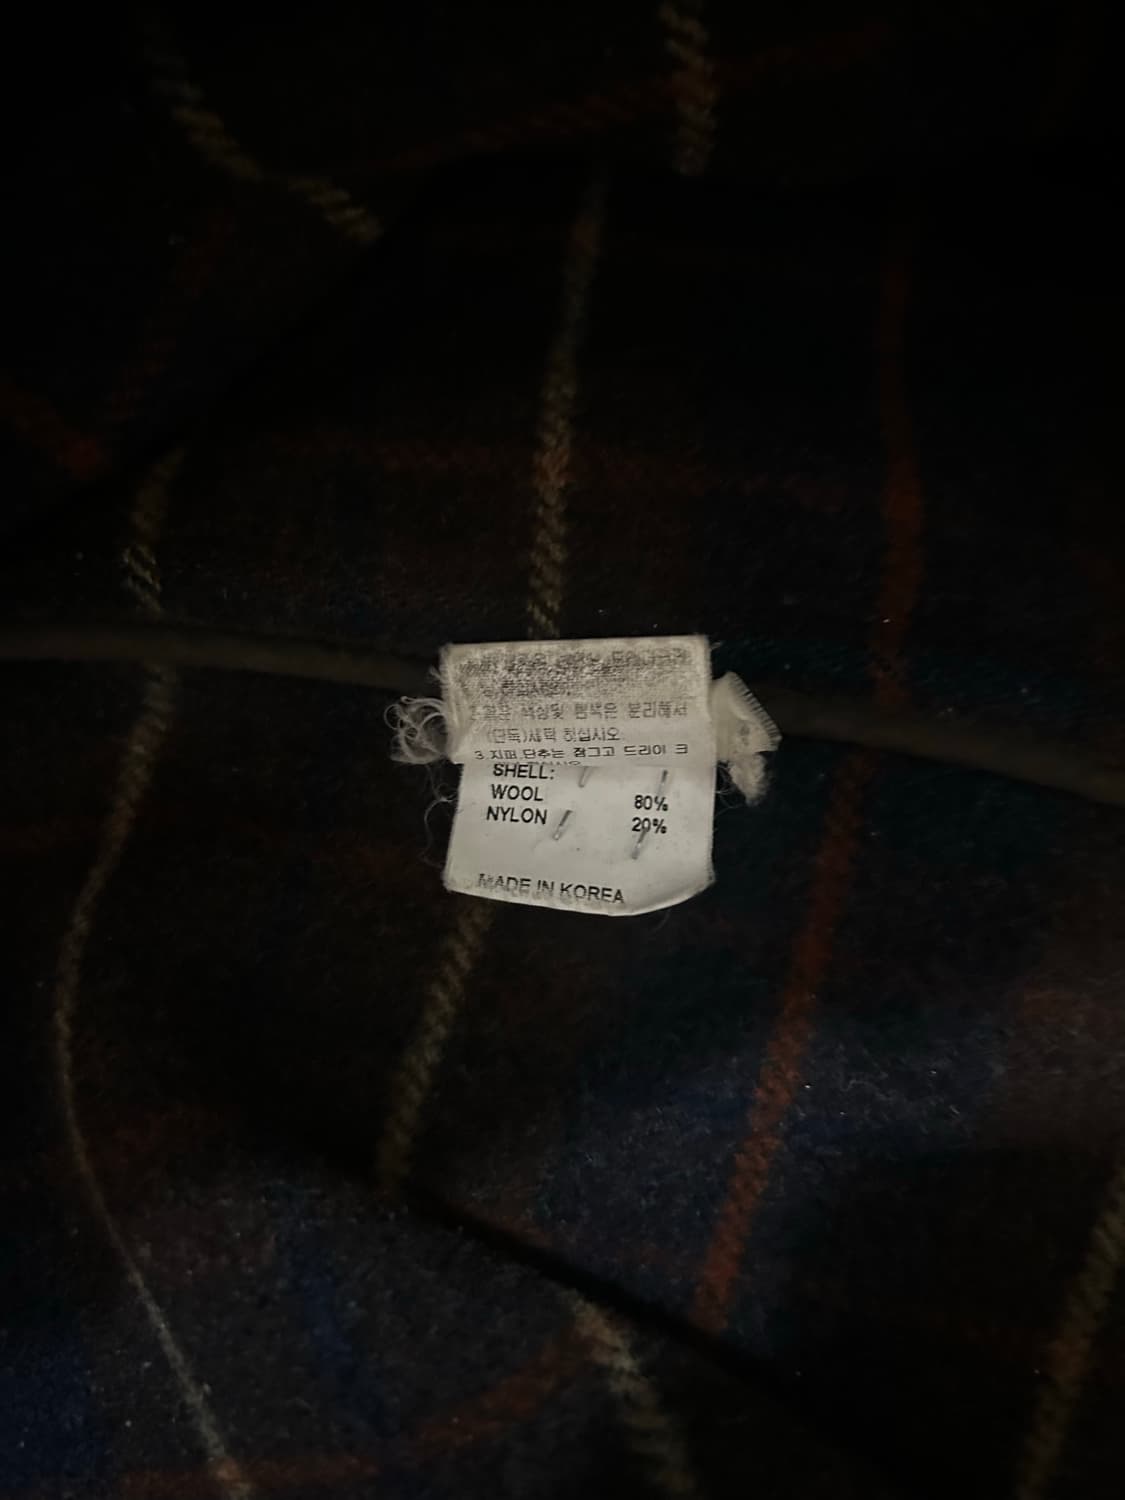 2.짙은 색상및 흰색은 분리해서
(단독)세탁 하십시오.
3.지퍼,단추는 잠그고 드라이 크
SHELL:
WOOL 80%
NYLON 20%
MADE IN KOREA